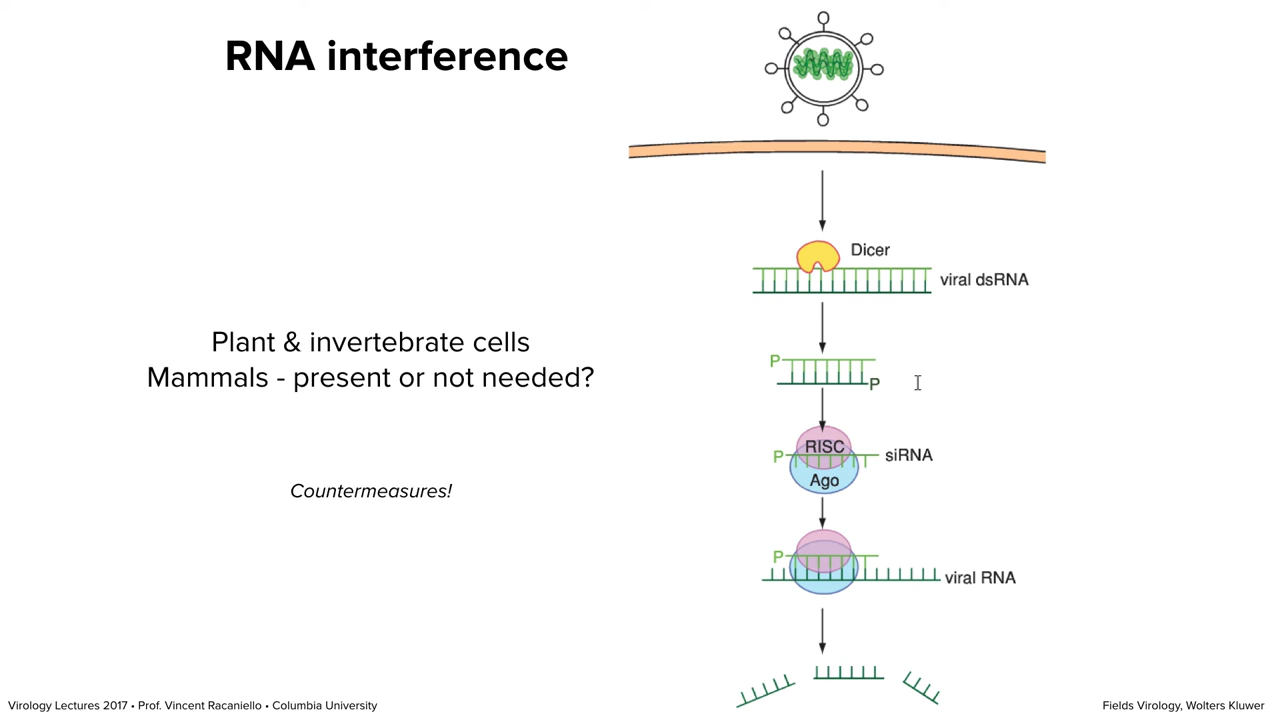 RNA interference
Dicer
viral dsRNA
P
P
Plant & invertebrate cells
Mammals - present or not needed?
RISC
P
siRNA
Ago
Countermeasures!
P
viral RNA
Virology Lectures 2017 • Prof. Vincent Racaniello • Columbia University
Fields Virology, Wolters Kluwer